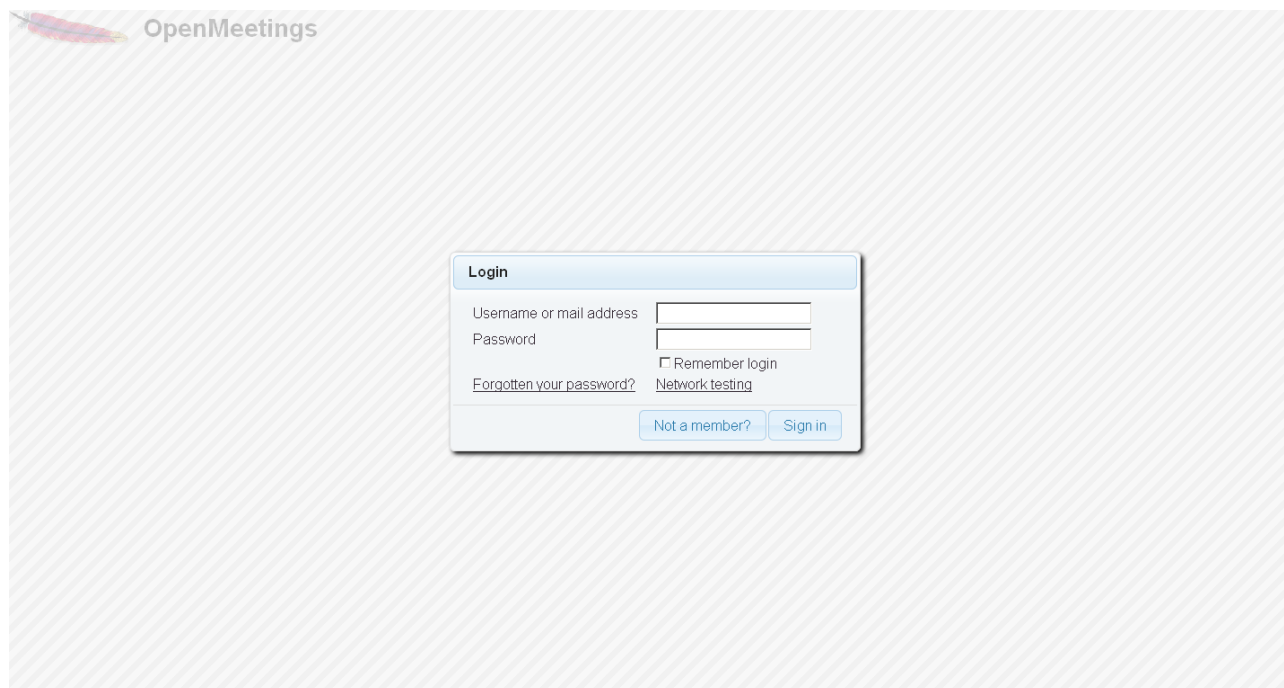 OpenMeetings
Login
Username or mail address
Password
Remember login
Forgotten your password? Network testing
Not a member? Sign in